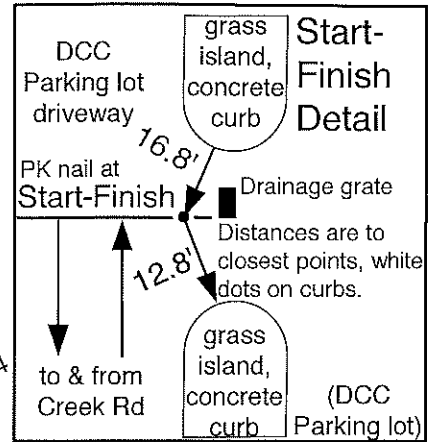 DCC
Parking lot
driveway
grass
island,
concrete
curb
Start-
Finish
Detail
16.8'
PK nail at
Start-Finish
Drainage grate
Distances are to
closest points, white
dots on curbs.
12.8'
to & from
Creek Rd
grass
island,
concrete
curb
(DCC
Parking lot)